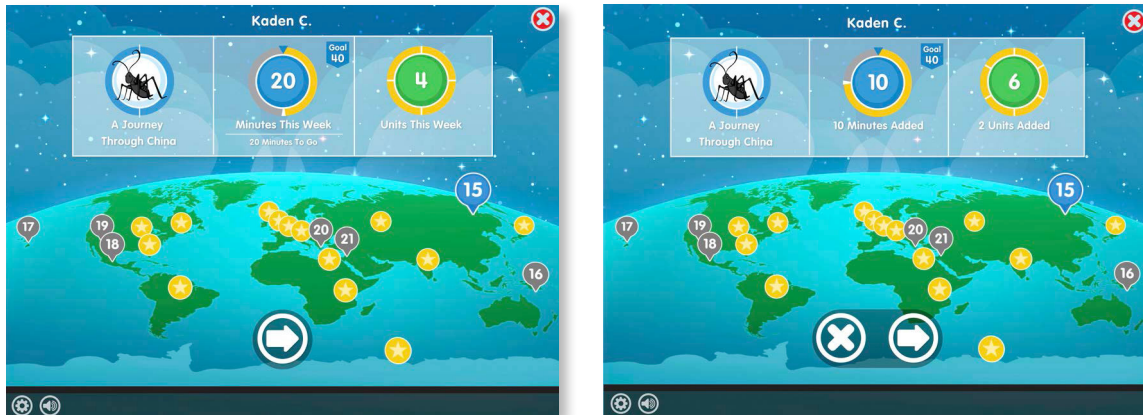 Kaden C.
Goal
40
20
4
A Journey
Through China
Minutes This Week
20 Minutes To Go
Units This Week
15
17
19
18
20
21
16
Kaden C.
Goal
40
10
6
A Journey
Through China
10 Minutes Added
2 Units Added
15
17
19
18
20
21
16